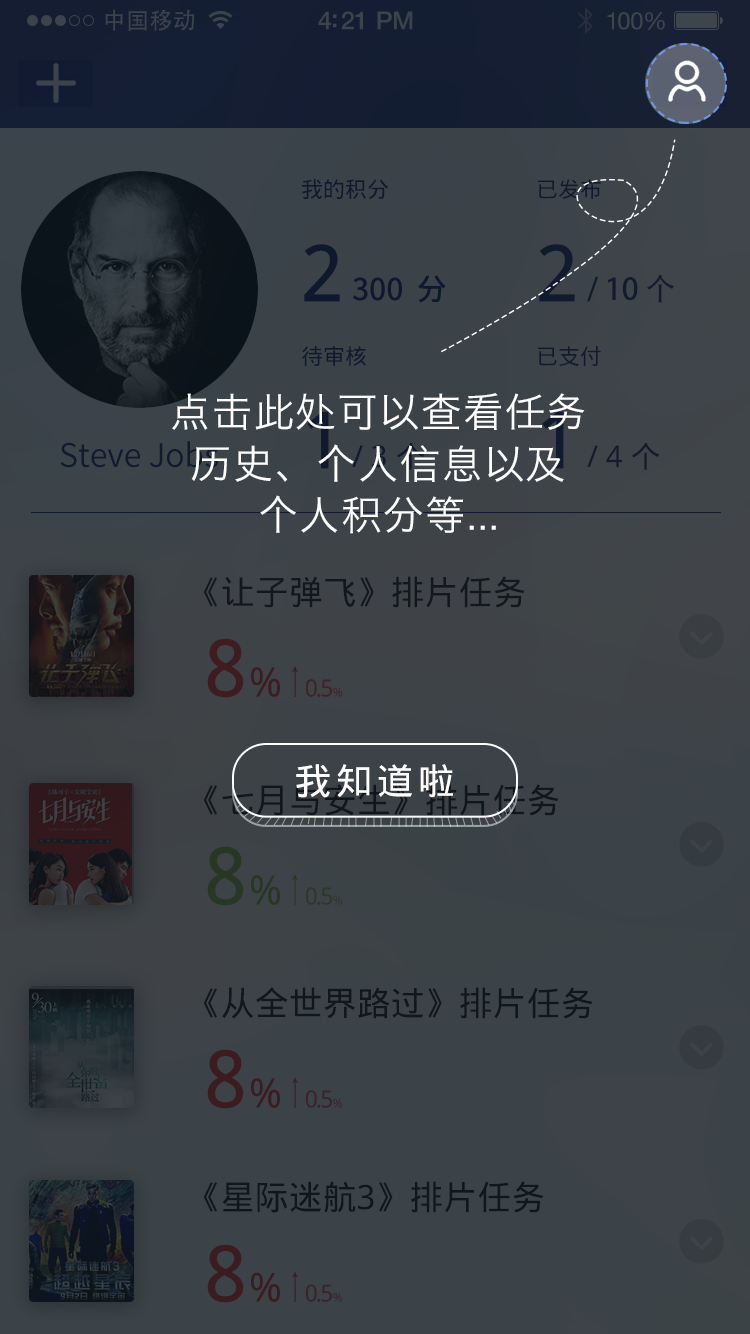 中国移动 4:21 PM 100%
我的积分 已发布
2 300 分 2 / 10 个
待审核 已支付
点击此处可以查看任务
1 / 3 个 1 / 4 个
Steve Jobs
历史、个人信息以及
个人积分等...
《让子弹飞》排片任务
让子弹飞
8% 0.5%
我知道啦
《七月与安生》排片任务
七月与安生
8% 0.5%
《从全世界路过》排片任务
9/30
全世界
路过
8% 0.5%
《星际迷航3》排片任务
8% 0.5%
星际迷航3
超越星辰
9月2日